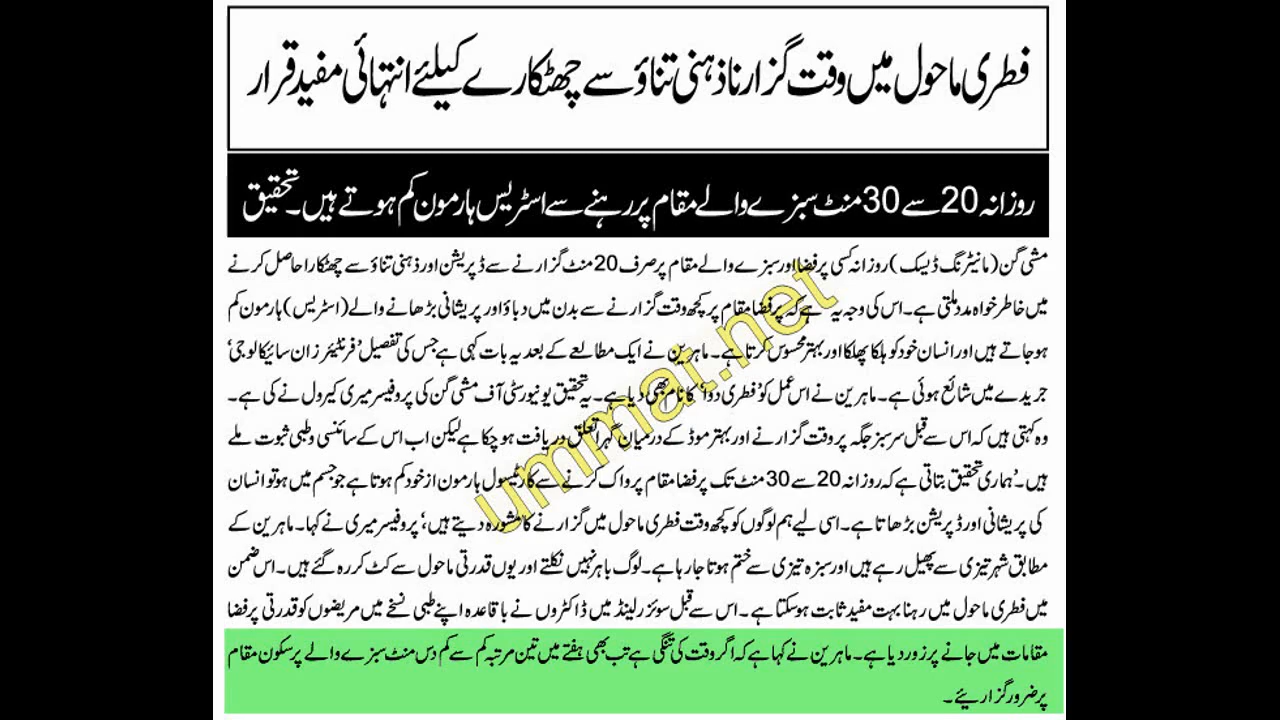 فطری ماحول میں وقت گزارنا ذہنی تناؤ سے چھٹکارے کیلئے انتہائی مفید قرار
روزانہ 20 سے 30 منٹ سبزے والے مقام پر رہنے سے اسٹریس ہارمون کم ہوتے ہیں۔ تحقیق
مشی گن (مانیٹرنگ ڈیسک) روزانہ کسی پرفضا اور سبزے والے مقام پر صرف 20 منٹ گزارنے سے ڈپریشن اور ذہنی تناؤ سے چھٹکارا حاصل کرنے
میں خاطر خواہ مدد ملتی ہے۔ اس کی وجہ یہ ہے کہ پرفضا مقام پر کچھ وقت گزارنے سے بدن میں دباؤ اور پریشانی بڑھانے والے (اسٹریس) ہارمون کم
ہوجاتے ہیں اور انسان خود کو ہلکا پھلکا اور بہتر محسوس کرتا ہے۔ ماہرین نے ایک مطالعے کے بعد یہ بات کہی ہے جس کی تفصیل ’فرنٹیئرز ان سائیکالوجی‘
جریدے میں شائع ہوئی ہے۔ ماہرین نے اس عمل کو ’فطری دوا‘ کا نام بھی دیا ہے۔ یہ تحقیق یونیورسٹی آف مشی گن کی پروفیسر میری کیرول نے کی ہے۔
وہ کہتی ہیں کہ اس سے قبل سرسبز جگہ پر وقت گزارنے اور بہتر موڈ کے درمیان گہرا تعلق دریافت ہوچکا ہے لیکن اب اس کے سائنسی و طبی ثبوت ملے
ہیں۔ ’ہماری تحقیق بتاتی ہے کہ روزانہ 20 سے 30 منٹ تک پرفضا مقام پر واک کرنے سے کارٹیسول ہارمون ازخود کم ہوتا ہے جو جسم میں ہو تو انسان
کی پریشانی اور ڈپریشن بڑھاتا ہے۔ اسی لیے ہم لوگوں کو کچھ وقت فطری ماحول میں گزارنے کا مشورہ دیتے ہیں‘، پروفیسر میری نے کہا۔ ماہرین کے
مطابق شہر تیزی سے پھیل رہے ہیں اور سبزہ تیزی سے ختم ہوتا جارہا ہے۔ لوگ باہر نہیں نکلتے اور یوں قدرتی ماحول سے کٹ کر رہ گئے ہیں۔ اس ضمن
میں فطری ماحول میں رہنا بہت مفید ثابت ہوسکتا ہے۔ اس سے قبل سوئزرلینڈ میں ڈاکٹروں نے باقاعدہ اپنے طبی نسخے میں مریضوں کو قدرتی پرفضا
مقامات میں جانے پر زور دیا ہے۔ ماہرین نے کہا ہے کہ اگر وقت کی تنگی ہے تب بھی ہفتے میں تین مرتبہ کم سے کم دس منٹ سبزے والے پرسکون مقام
پر ضرور گزاریئے۔
ummat.net